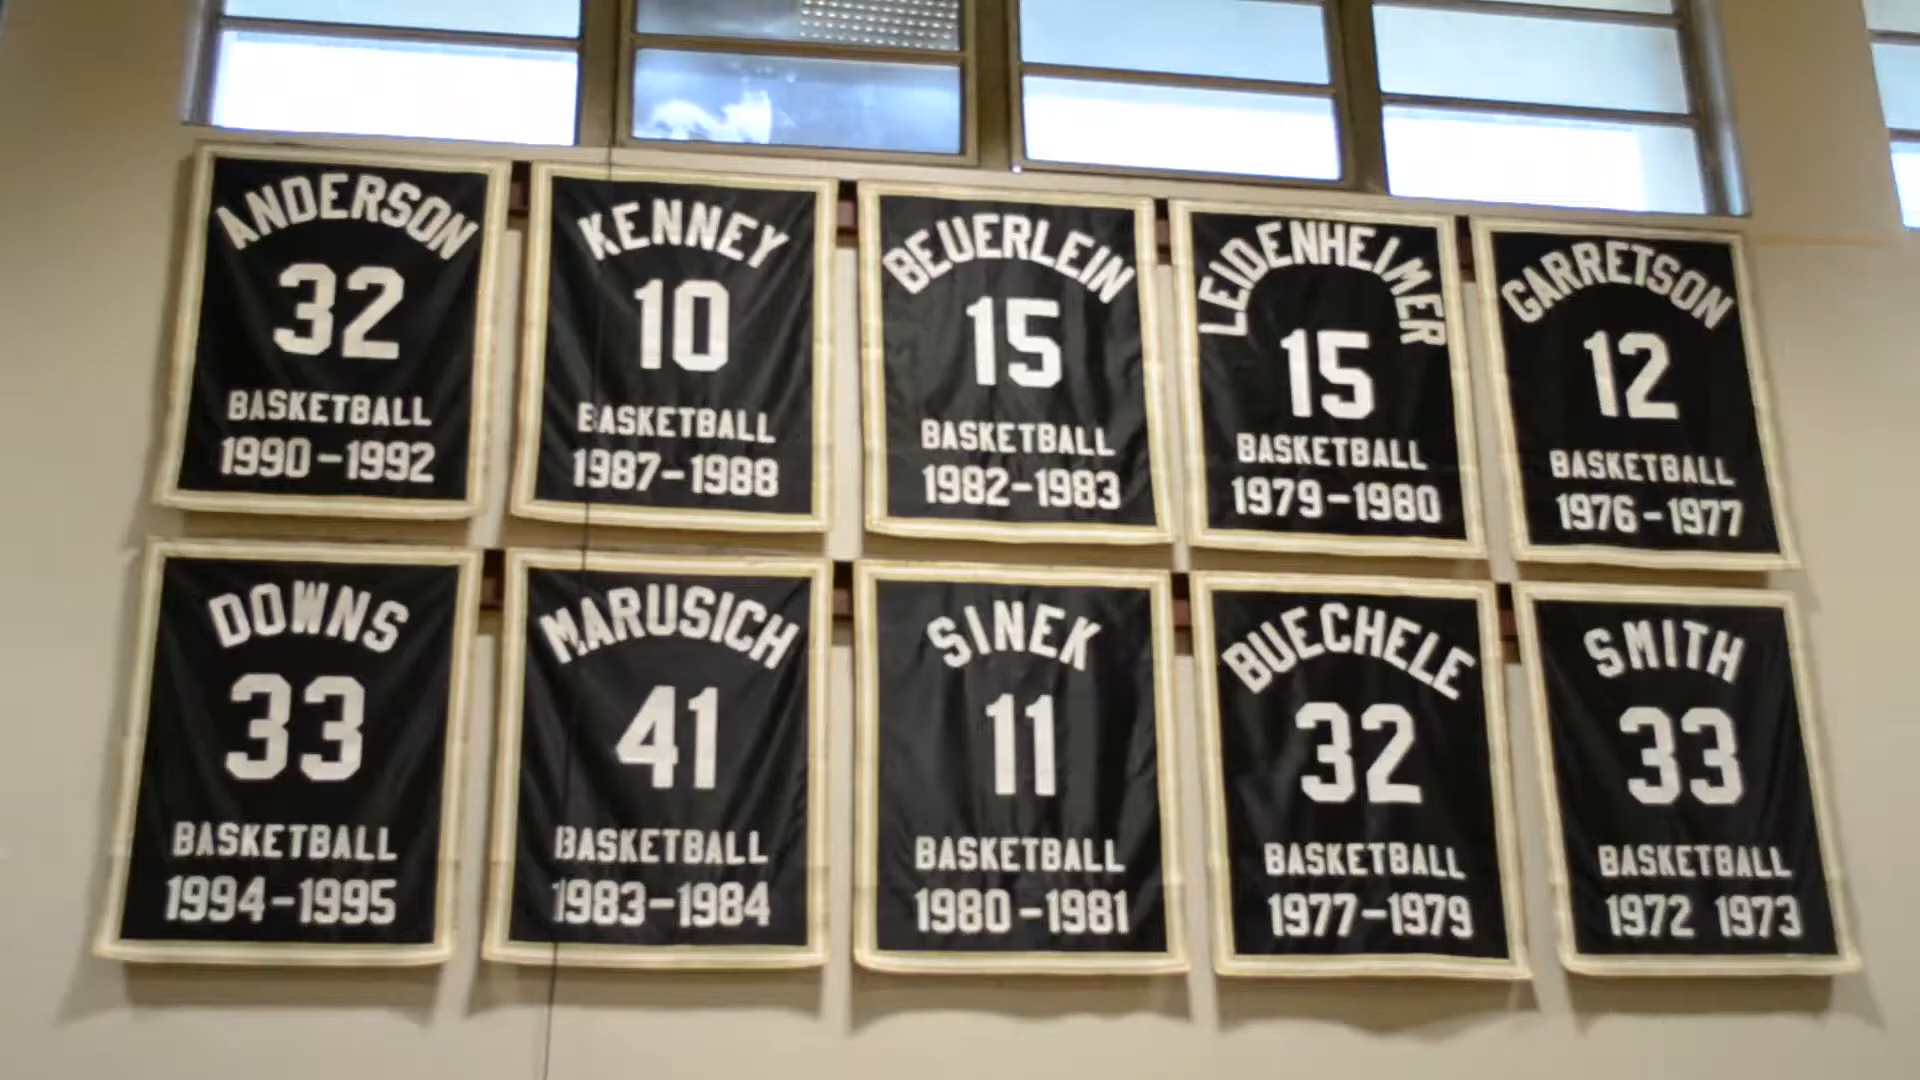 ANDERSON
32
BASKETBALL
1990-1992
KENNEY
10
BASKETBALL
1987-1988
BEUERLEIN
15
BASKETBALL
1982-1983
LEIDENHEIMER
15
BASKETBALL
1979-1980
GARRETSON
12
BASKETBALL
1976-1977
DOWNS
33
BASKETBALL
1994-1995
MARUSICH
41
BASKETBALL
1983-1984
SINEK
11
BASKETBALL
1980-1981
BUECHELE
32
BASKETBALL
1977-1979
SMITH
33
BASKETBALL
1972 1973